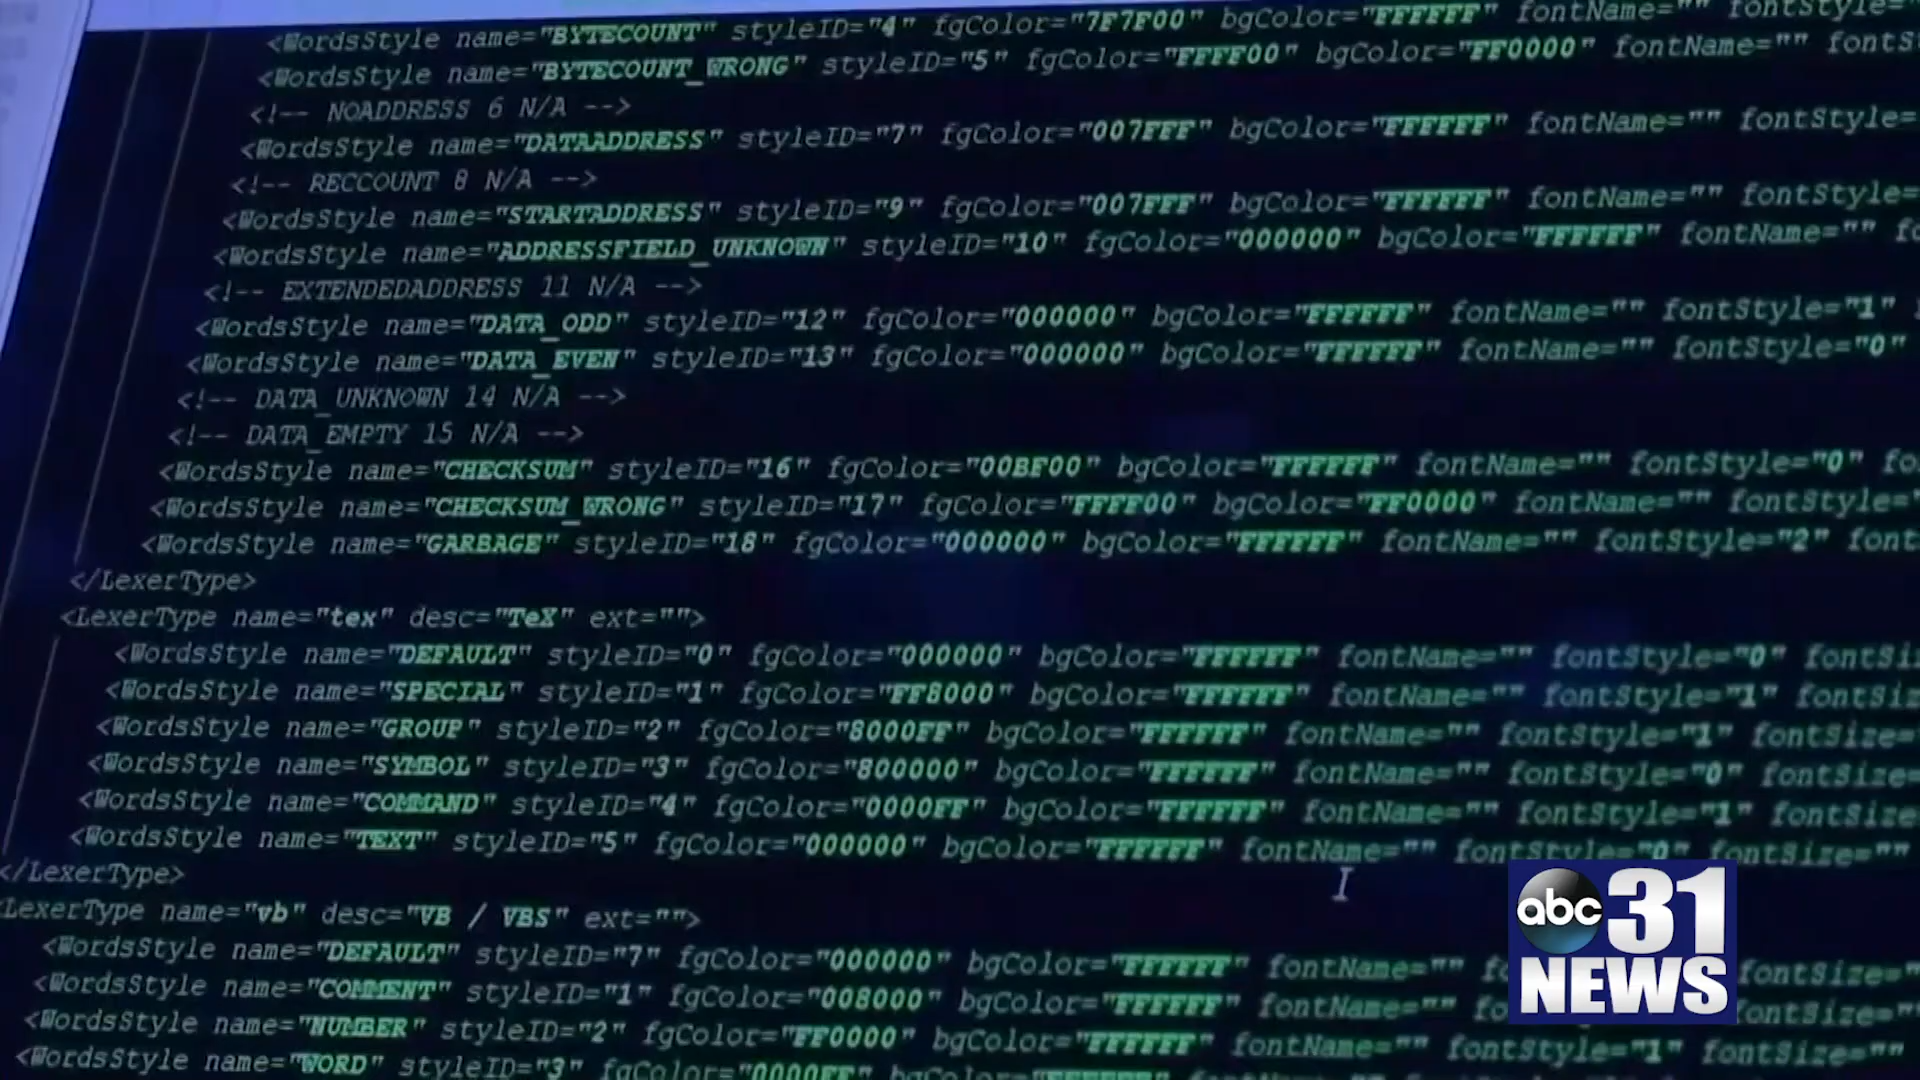 <WordsStyle name="BYTECOUNT" styleID="4" fgColor="7F7F00" bgColor="FFFFFF" fontName="" fontStyle=
<WordsStyle name="BYTECOUNT_WRONG" styleID="5" fgColor="FFFF00" bgColor="FF0000" fontName="" fontS
<!-- NOADDRESS 6 N/A -->
<WordsStyle name="DATAADDRESS" styleID="7" fgColor="007FFF" bgColor="FFFFFF" fontName="" fontStyle=
<!-- RECCOUNT 8 N/A -->
<WordsStyle name="STARTADDRESS" styleID="9" fgColor="007FFF" bgColor="FFFFFF" fontName="" fontStyle=
<WordsStyle name="ADDRESSFIELD_UNKNOWN" styleID="10" fgColor="000000" bgColor="FFFFFF" fontName="" fo
<!-- EXTENDEDADDRESS 11 N/A -->
<WordsStyle name="DATA_ODD" styleID="12" fgColor="000000" bgColor="FFFFFF" fontName="" fontStyle="1"
<WordsStyle name="DATA_EVEN" styleID="13" fgColor="000000" bgColor="FFFFFF" fontName="" fontStyle="0"
<!-- DATA_UNKNOWN 14 N/A -->
<!-- DATA_EMPTY 15 N/A -->
<WordsStyle name="CHECKSUM" styleID="16" fgColor="00BF00" bgColor="FFFFFF" fontName="" fontStyle="0" fo
<WordsStyle name="CHECKSUM_WRONG" styleID="17" fgColor="FFFF00" bgColor="FF0000" fontName="" fontStyle="
<WordsStyle name="GARBAGE" styleID="18" fgColor="000000" bgColor="FFFFFF" fontName="" fontStyle="2" font
</LexerType>
<LexerType name="tex" desc="TeX" ext="">
<WordsStyle name="DEFAULT" styleID="0" fgColor="000000" bgColor="FFFFFF" fontName="" fontStyle="0" fontSi
<WordsStyle name="SPECIAL" styleID="1" fgColor="FF8000" bgColor="FFFFFF" fontName="" fontStyle="1" fontSiz
<WordsStyle name="GROUP" styleID="2" fgColor="8000FF" bgColor="FFFFFF" fontName="" fontStyle="1" fontSize=
<WordsStyle name="SYMBOL" styleID="3" fgColor="800000" bgColor="FFFFFF" fontName="" fontStyle="0" fontSize=
<WordsStyle name="COMMAND" styleID="4" fgColor="0000FF" bgColor="FFFFFF" fontName="" fontStyle="1" fontSize=
<WordsStyle name="TEXT" styleID="5" fgColor="000000" bgColor="FFFFFF" fontName="" fontStyle="0" fontSize=""
</LexerType>
LexerType name="vb" desc="VB / VBS" ext="">
<WordsStyle name="DEFAULT" styleID="7" fgColor="000000" bgColor="FFFFFF" fontName="" fo fontSize="
<WordsStyle name="COMMENT" styleID="1" fgColor="008000" bgColor="FFFFFF" fontName="" ontSize=
<WordsStyle name="NUMBER" styleID="2" fgColor="FF0000" bgColor="FFFFFF" fontName="" fontStyle="1" fontSize=""
<WordsStyle name="WORD" styleID="3" fgColor="0000FF"
abc 31
NEWS